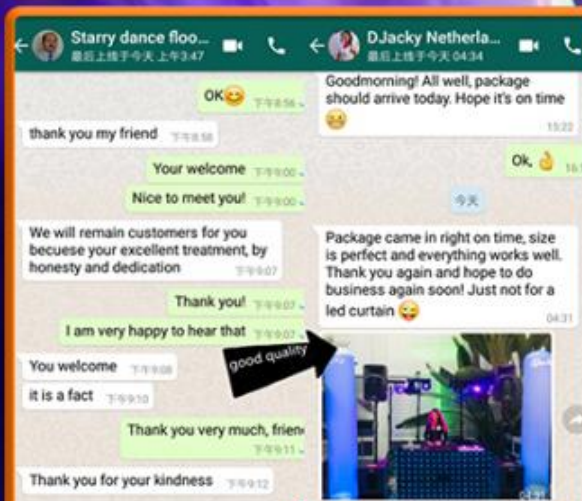 Starry dance floo...
最后上线于今天 上午3:47
OK😊 下午8:56
thank you my friend 下午8:58
Your welcome 下午9:00
Nice to meet you! 下午9:00
We will remain customers for you
becuese your excellent treatment, by
honesty and dedication 下午9:07
Thank you! 下午9:07
I am very happy to hear that 下午9:07
You welcome 下午9:08
it is a fact 下午9:10
Thank you very much, frien
下午9:11
Thank you for your kindness 下午9:12
good quality
DJacky Netherla...
最后上线于今天 04:34
Goodmorning! All well, package
should arrive today. Hope it's on time
😬 15:22
Ok, 👌
今天
Package came in right on time, size
is perfect and everything works well.
Thank you again and hope to do
business again soon! Just not for a
led curtain 😜 04:31